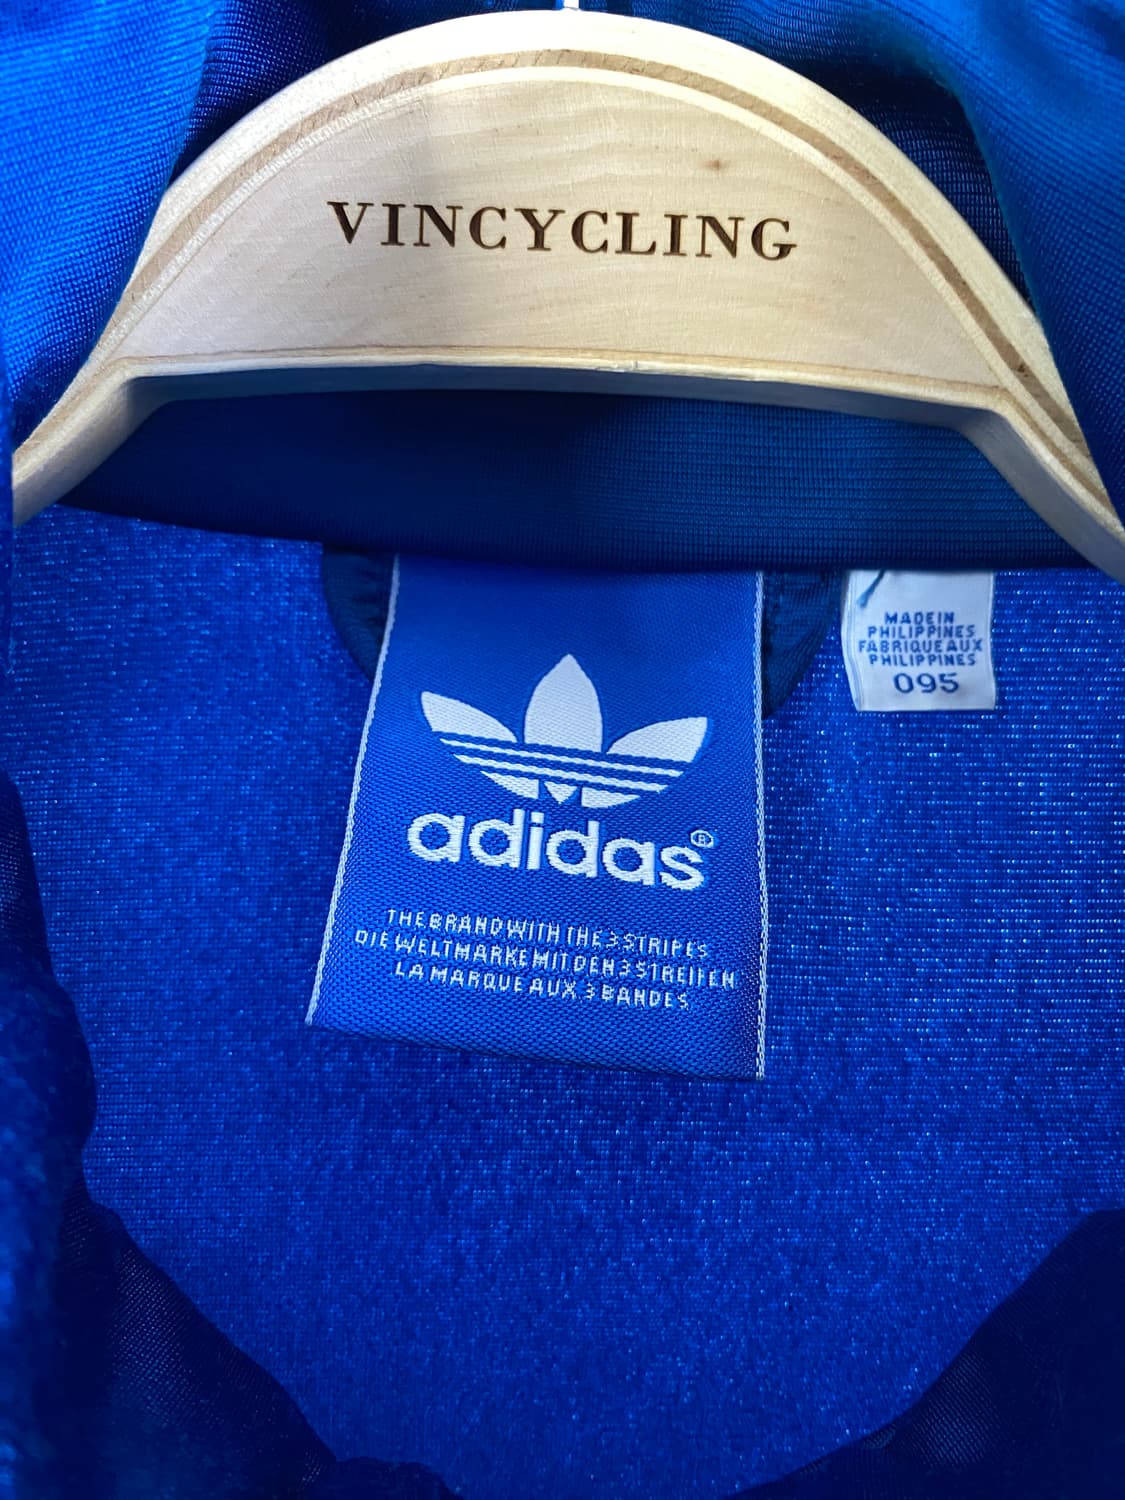 VINCYCLING
MADE IN
PHILIPPINES
FABRIQUE AUX
PHILIPPINES
095
adidas®
THE BRAND WITH THE 3 STRIPES
DIE WELTMARKE MIT DEN 3 STREIFEN
LA MARQUE AUX 3 BANDES